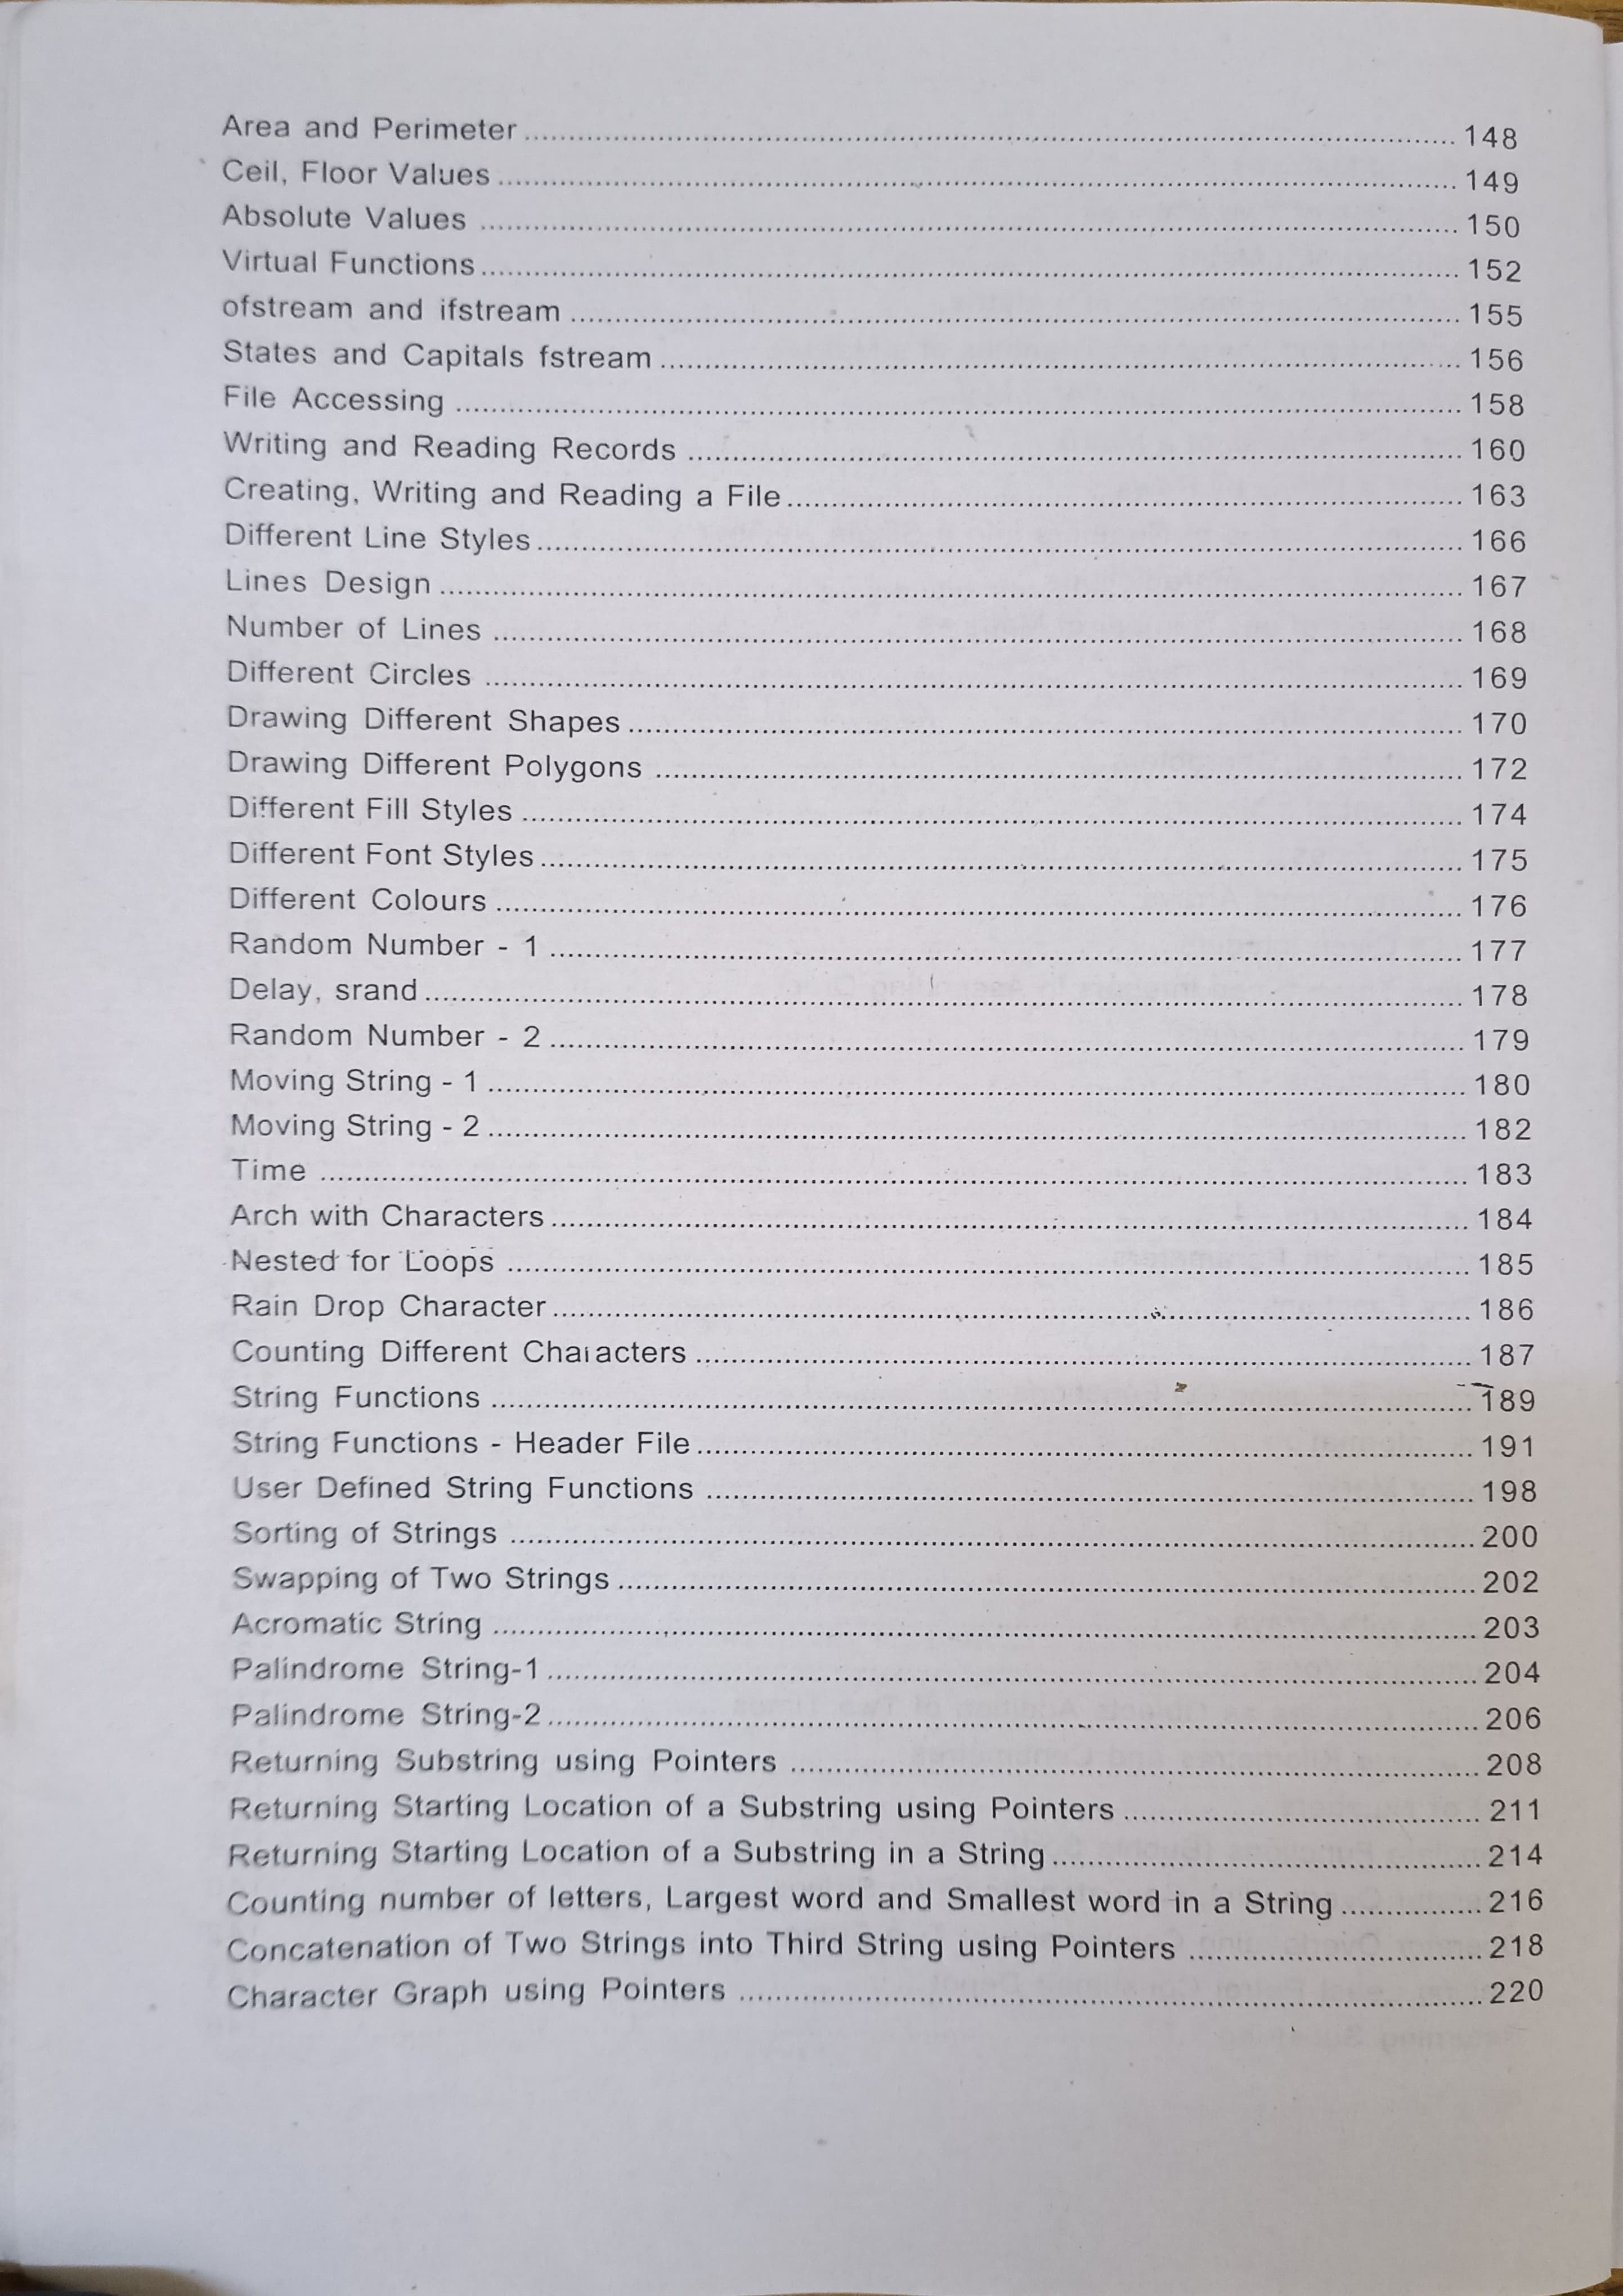 Area and Perimeter ........ 148
Ceil, Floor Values ........ 149
Absolute Values ........ 150
Virtual Functions ........ 152
ofstream and ifstream ........ 155
States and Capitals fstream ........ 156
File Accessing ........ 158
Writing and Reading Records ........ 160
Creating, Writing and Reading a File ........ 163
Different Line Styles ........ 166
Lines Design ........ 167
Number of Lines ........ 168
Different Circles ........ 169
Drawing Different Shapes ........ 170
Drawing Different Polygons ........ 172
Different Fill Styles ........ 174
Different Font Styles ........ 175
Different Colours ........ 176
Random Number - 1 ........ 177
Delay, srand ........ 178
Random Number - 2 ........ 179
Moving String - 1 ........ 180
Moving String - 2 ........ 182
Time ........ 183
Arch with Characters ........ 184
Nested for Loops ........ 185
Rain Drop Character ........ 186
Counting Different Characters ........ 187
String Functions ........ 189
String Functions - Header File ........ 191
User Defined String Functions ........ 198
Sorting of Strings ........ 200
Swapping of Two Strings ........ 202
Acromatic String ........ 203
Palindrome String-1 ........ 204
Palindrome String-2 ........ 206
Returning Substring using Pointers ........ 208
Returning Starting Location of a Substring using Pointers ........ 211
Returning Starting Location of a Substring in a String ........ 214
Counting number of letters, Largest word and Smallest word in a String ........ 216
Concatenation of Two Strings into Third String using Pointers ........ 218
Character Graph using Pointers ........ 220